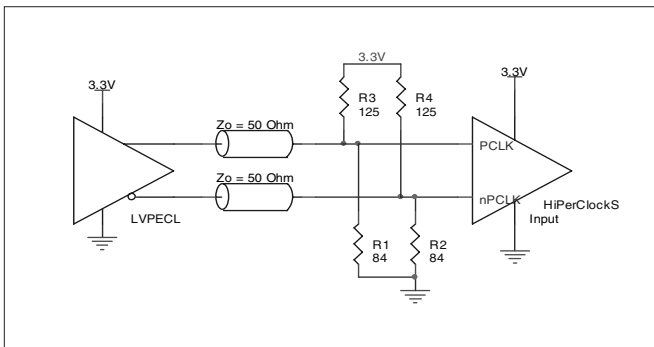 3.3V
3.3V
3.3V
R3
125
R4
125
Zo = 50 Ohm
PCLK
Zo = 50 Ohm
nPCLK
HiPerClockS
Input
LVPECL
R1
84
R2
84